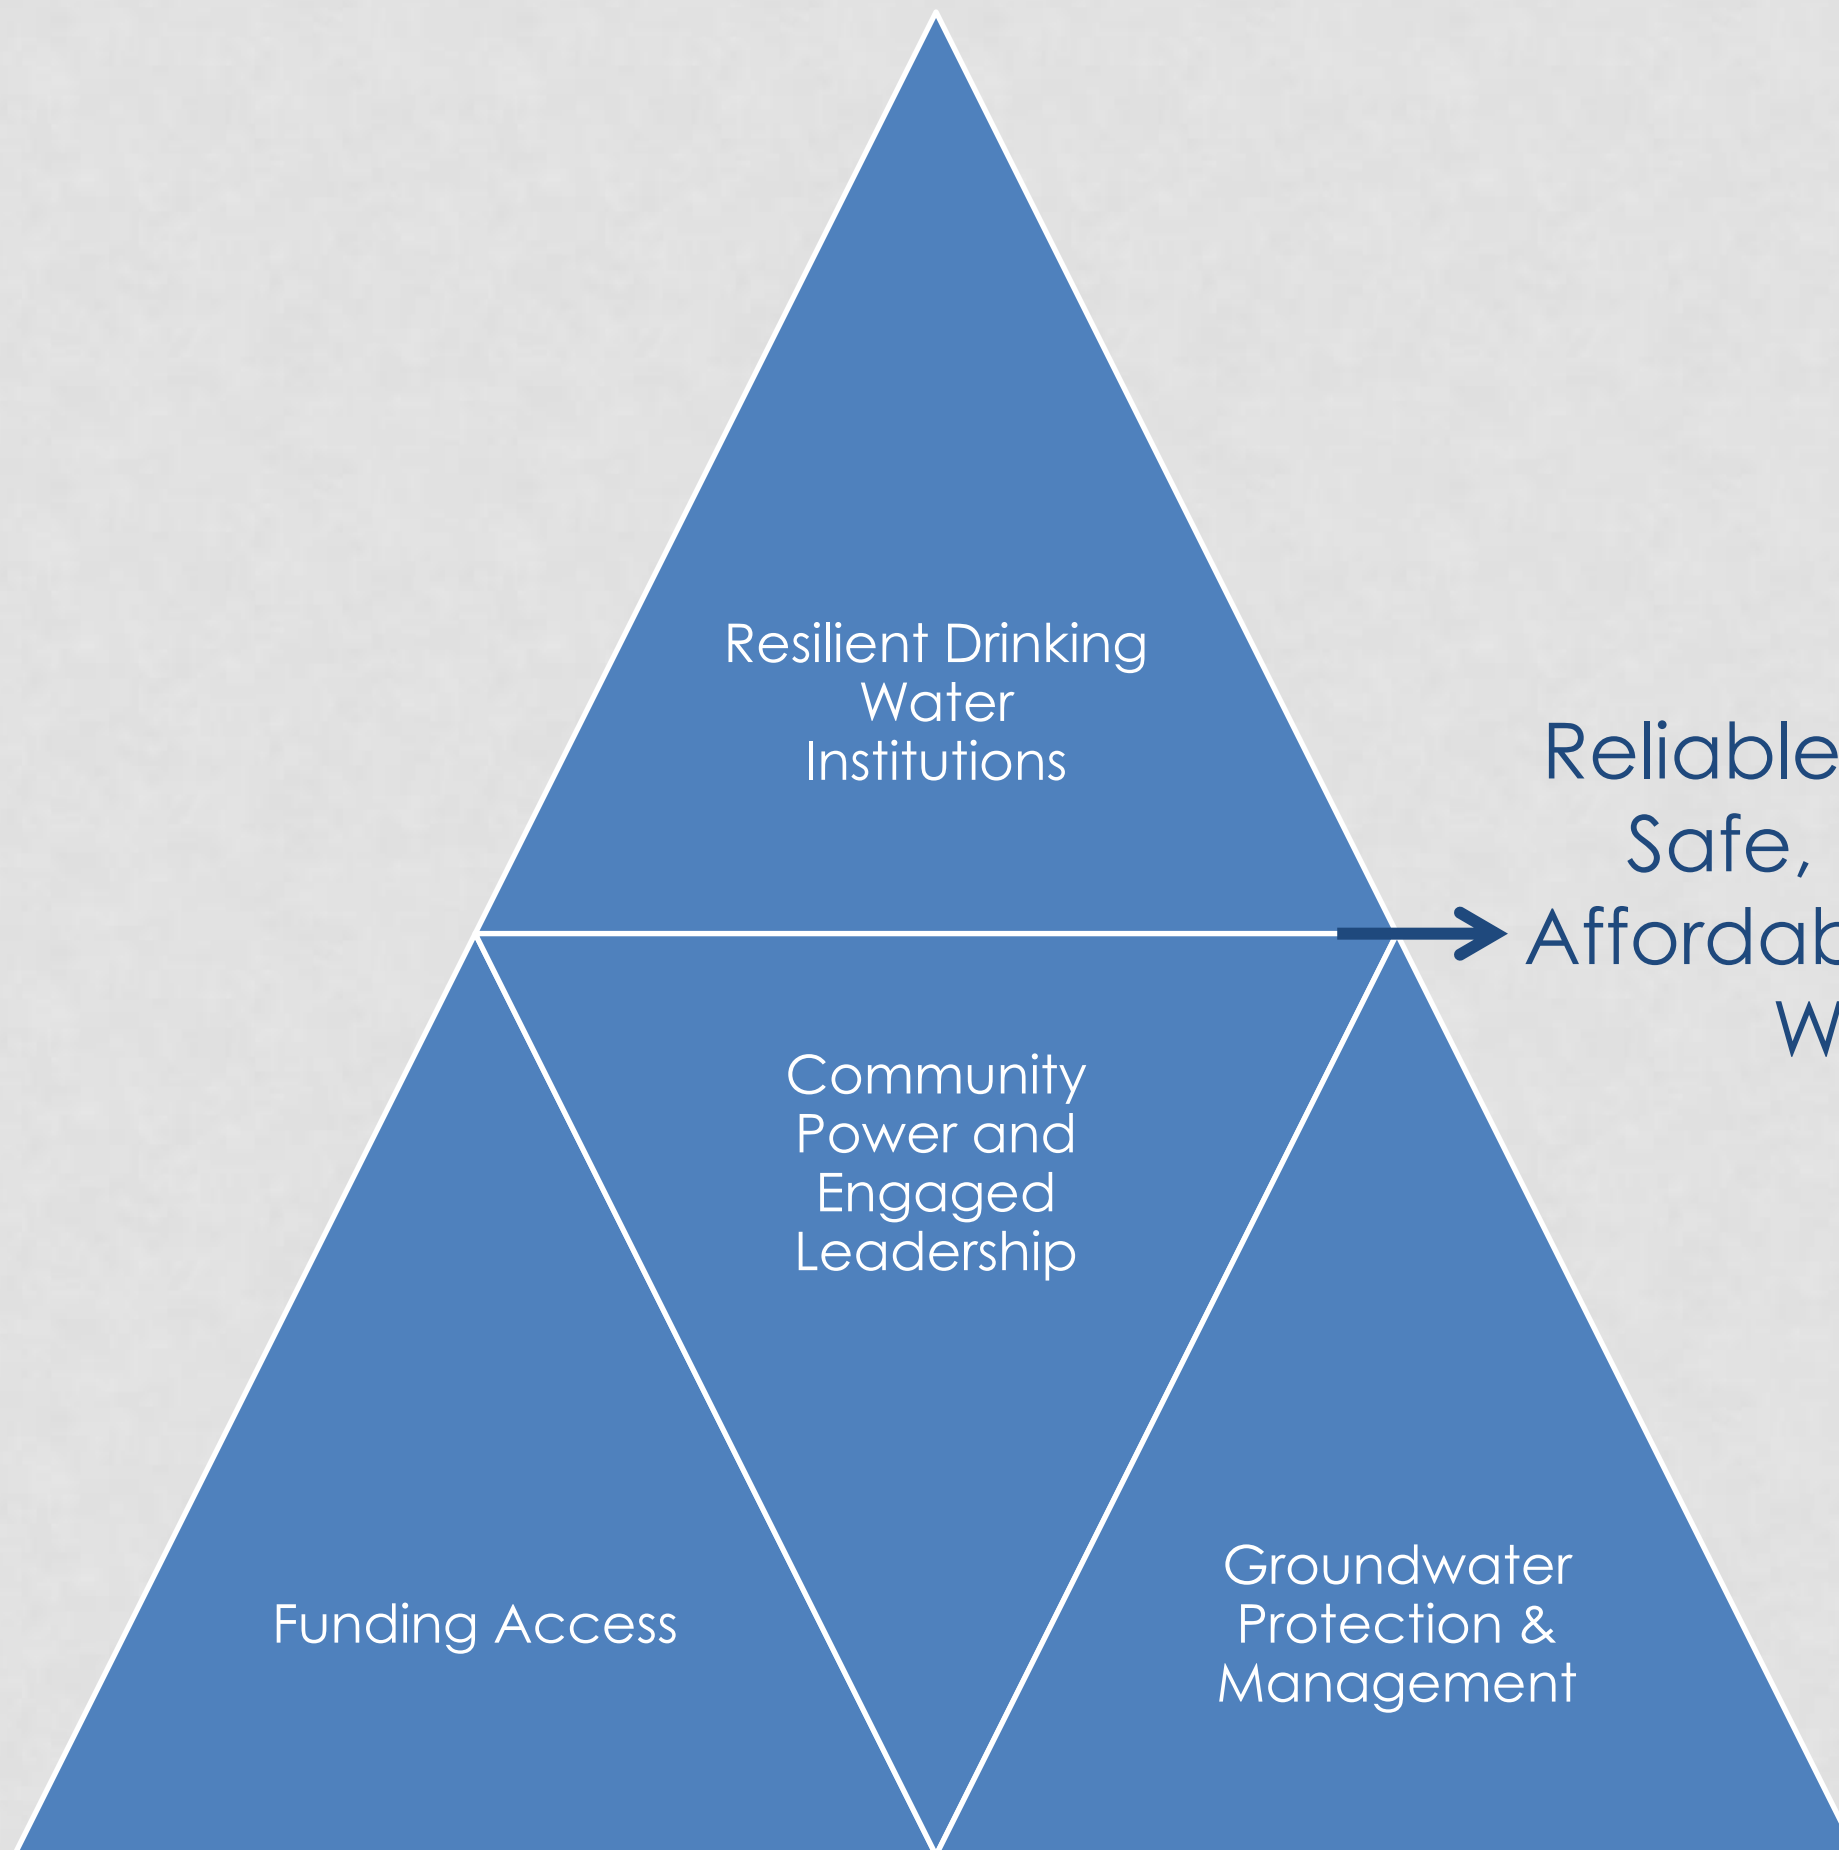 Resilient Drinking
Water
Institutions
Reliable
Safe,
Community
Power and
Engaged
Leadership
Groundwater
Protection &
Management
Funding Access